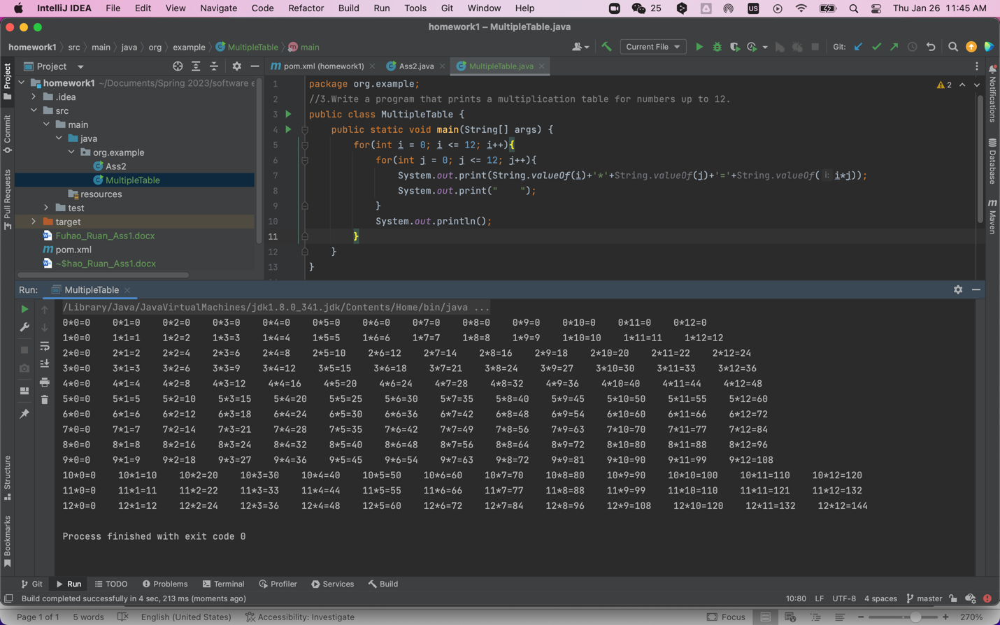 IntelliJ IDEA File Edit View Navigate Code Refactor Build Run Tools Git Window Help 25 US Thu Jan 26 11:45 AM
homework1 – MultipleTable.java
homework1 src main java org example MultipleTable main Current File Git:
Project
pom.xml (homework1) Ass2.java MultipleTable.java
homework1 ~/Documents/Spring 2023/software e
.idea
src
main
java
org.example
Ass2
MultipleTable
resources
test
target
Fuhao_Ruan_Ass1.docx
pom.xml
~$hao_Ruan_Ass1.docx
Project
Commit
Pull Requests
Structure
Bookmarks
1 package org.example;
2 //3.Write a program that prints a multiplication table for numbers up to 12.
3 public class MultipleTable {
4 public static void main(String[] args) {
5 for(int i = 0; i <= 12; i++){
6 for(int j = 0; j <= 12; j++){
7 System.out.print(String.valueOf(i)+'*'+String.valueOf(j)+'='+String.valueOf( i: i*j));
8 System.out.print("    ");
9 }
10 System.out.println();
11 }
12 }
13 }
2
Notifications
Database
Maven
Run: MultipleTable
/Library/Java/JavaVirtualMachines/jdk1.8.0_341.jdk/Contents/Home/bin/java ...
0*0=0 0*1=0 0*2=0 0*3=0 0*4=0 0*5=0 0*6=0 0*7=0 0*8=0 0*9=0 0*10=0 0*11=0 0*12=0
1*0=0 1*1=1 1*2=2 1*3=3 1*4=4 1*5=5 1*6=6 1*7=7 1*8=8 1*9=9 1*10=10 1*11=11 1*12=12
2*0=0 2*1=2 2*2=4 2*3=6 2*4=8 2*5=10 2*6=12 2*7=14 2*8=16 2*9=18 2*10=20 2*11=22 2*12=24
3*0=0 3*1=3 3*2=6 3*3=9 3*4=12 3*5=15 3*6=18 3*7=21 3*8=24 3*9=27 3*10=30 3*11=33 3*12=36
4*0=0 4*1=4 4*2=8 4*3=12 4*4=16 4*5=20 4*6=24 4*7=28 4*8=32 4*9=36 4*10=40 4*11=44 4*12=48
5*0=0 5*1=5 5*2=10 5*3=15 5*4=20 5*5=25 5*6=30 5*7=35 5*8=40 5*9=45 5*10=50 5*11=55 5*12=60
6*0=0 6*1=6 6*2=12 6*3=18 6*4=24 6*5=30 6*6=36 6*7=42 6*8=48 6*9=54 6*10=60 6*11=66 6*12=72
7*0=0 7*1=7 7*2=14 7*3=21 7*4=28 7*5=35 7*6=42 7*7=49 7*8=56 7*9=63 7*10=70 7*11=77 7*12=84
8*0=0 8*1=8 8*2=16 8*3=24 8*4=32 8*5=40 8*6=48 8*7=56 8*8=64 8*9=72 8*10=80 8*11=88 8*12=96
9*0=0 9*1=9 9*2=18 9*3=27 9*4=36 9*5=45 9*6=54 9*7=63 9*8=72 9*9=81 9*10=90 9*11=99 9*12=108
10*0=0 10*1=10 10*2=20 10*3=30 10*4=40 10*5=50 10*6=60 10*7=70 10*8=80 10*9=90 10*10=100 10*11=110 10*12=120
11*0=0 11*1=11 11*2=22 11*3=33 11*4=44 11*5=55 11*6=66 11*7=77 11*8=88 11*9=99 11*10=110 11*11=121 11*12=132
12*0=0 12*1=12 12*2=24 12*3=36 12*4=48 12*5=60 12*6=72 12*7=84 12*8=96 12*9=108 12*10=120 12*11=132 12*12=144
Process finished with exit code 0
Git Run TODO Problems Terminal Profiler Services Build
Build completed successfully in 4 sec, 213 ms (moments ago) 10:80 LF UTF-8 4 spaces master
Page 1 of 1 5 words English (United States) Accessibility: Investigate Focus 270%